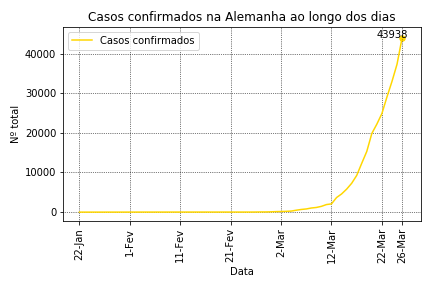 Casos confirmados na Alemanha ao longo dos dias
Casos confirmados
43938
Nº total
40000
30000
20000
10000
0
22-Jan
1-Fev
11-Fev
21-Fev
2-Mar
12-Mar
22-Mar
26-Mar
Data